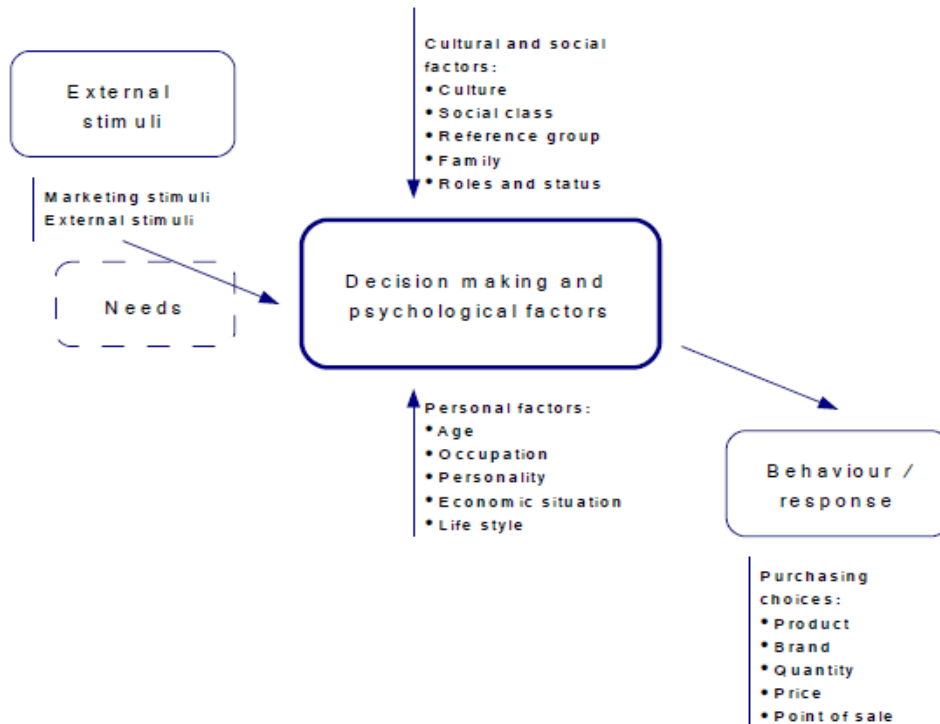 External
stimuli
Marketing stimuli
External stimuli
Needs
Cultural and social
factors:
• Culture
• Social class
• Reference group
• Family
• Roles and status
Decision making and
psychological factors
Personal factors:
• Age
• Occupation
• Personality
• Economic situation
• Life style
Behaviour /
response
Purchasing
choices:
• Product
• Brand
• Quantity
• Price
• Point of sale